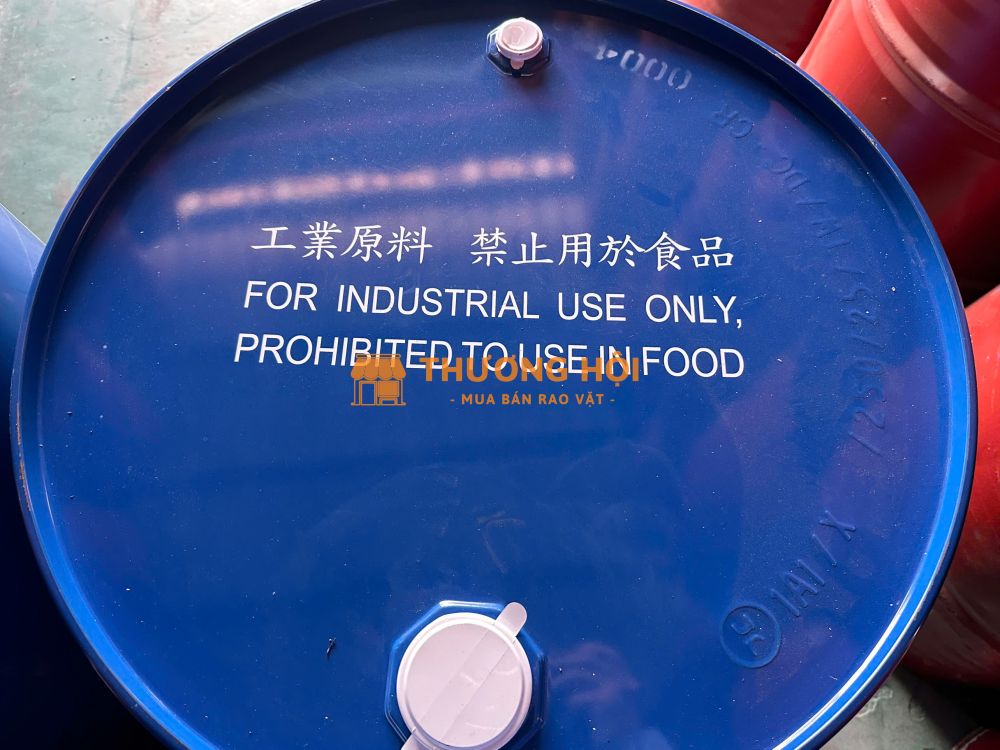 工業原料 禁止用於食品
FOR INDUSTRIAL USE ONLY,
PROHIBITED TO USE IN FOOD
THƯƠNG HỘI
- MUA BÁN RAO VẶT -
1A1 / X